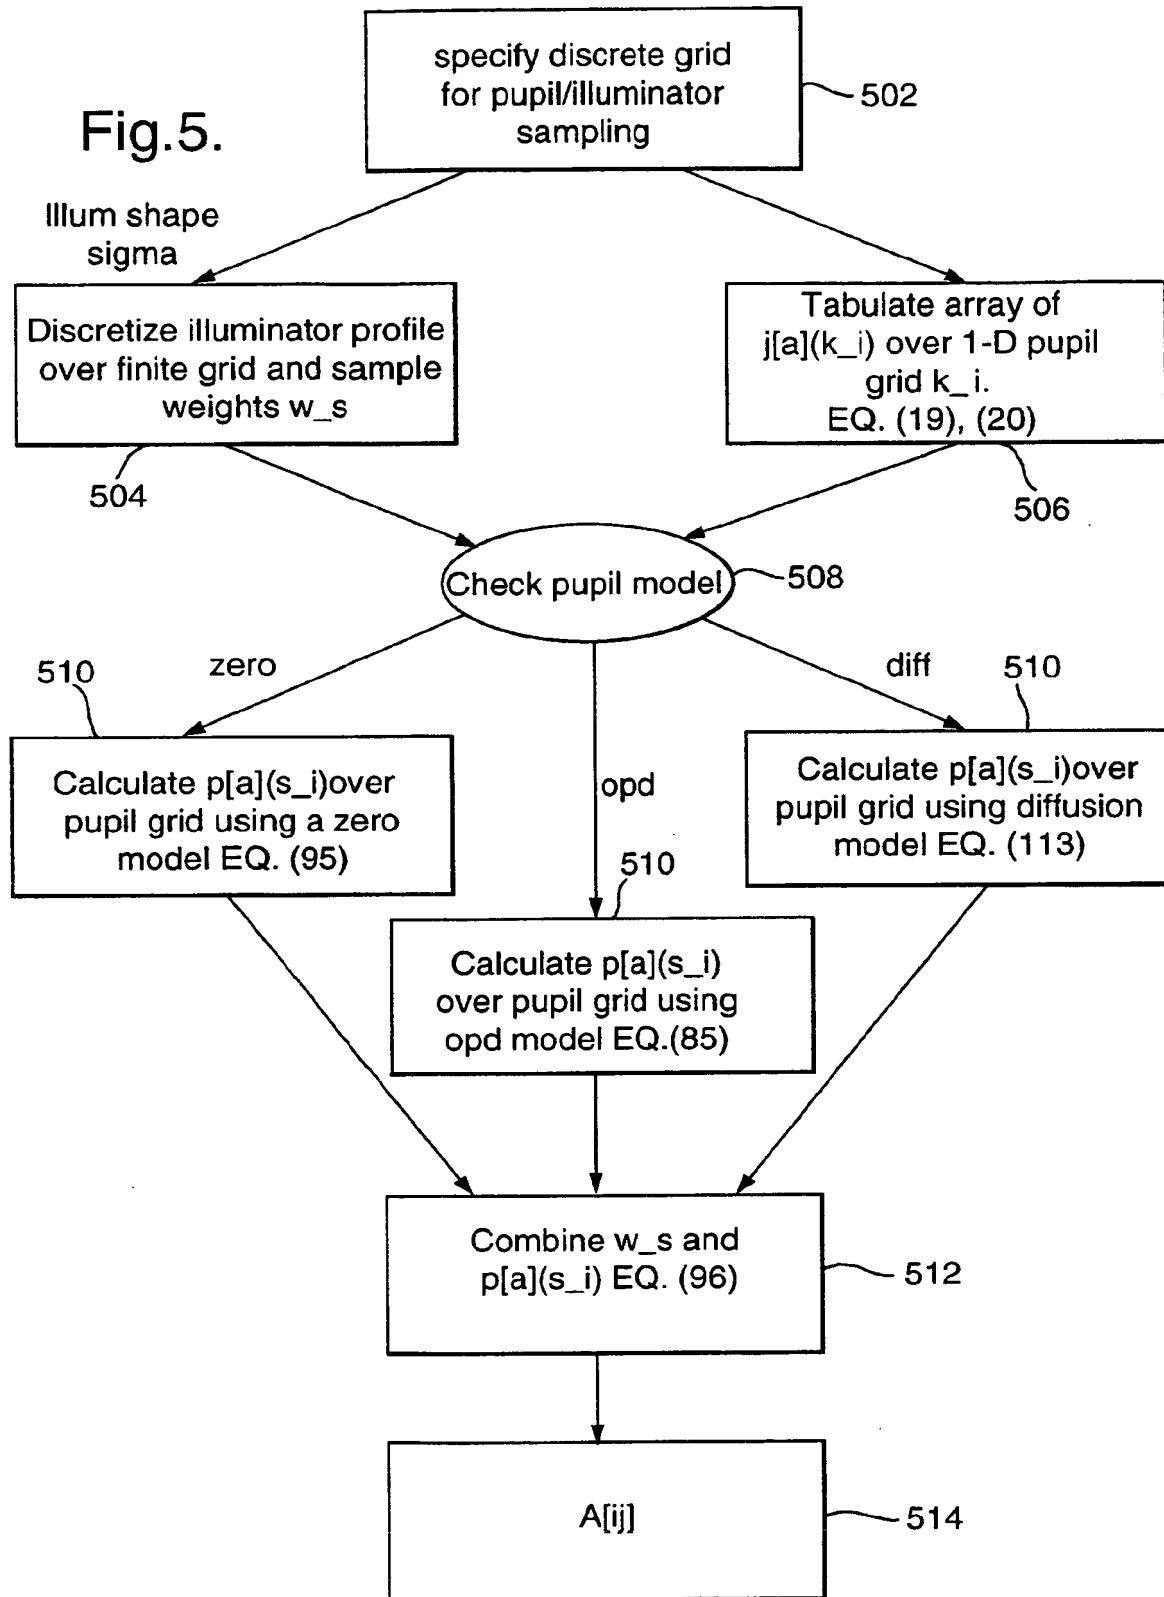 specify discrete grid
for pupil/illuminator
sampling
502
Fig.5.
Illum shape
sigma
Discretize illuminator profile
over finite grid and sample
weights w_s
504
Tabulate array of
j[a](k_i) over 1-D pupil
grid k_i.
EQ. (19), (20)
506
Check pupil model
508
zero
opd
diff
510
Calculate p[a](s_i)over
pupil grid using a zero
model EQ. (95)
510
Calculate p[a](s_i)
over pupil grid using
opd model EQ.(85)
510
Calculate p[a](s_i)over
pupil grid using diffusion
model EQ. (113)
Combine w_s and
p[a](s_i) EQ. (96)
512
A[ij]
514